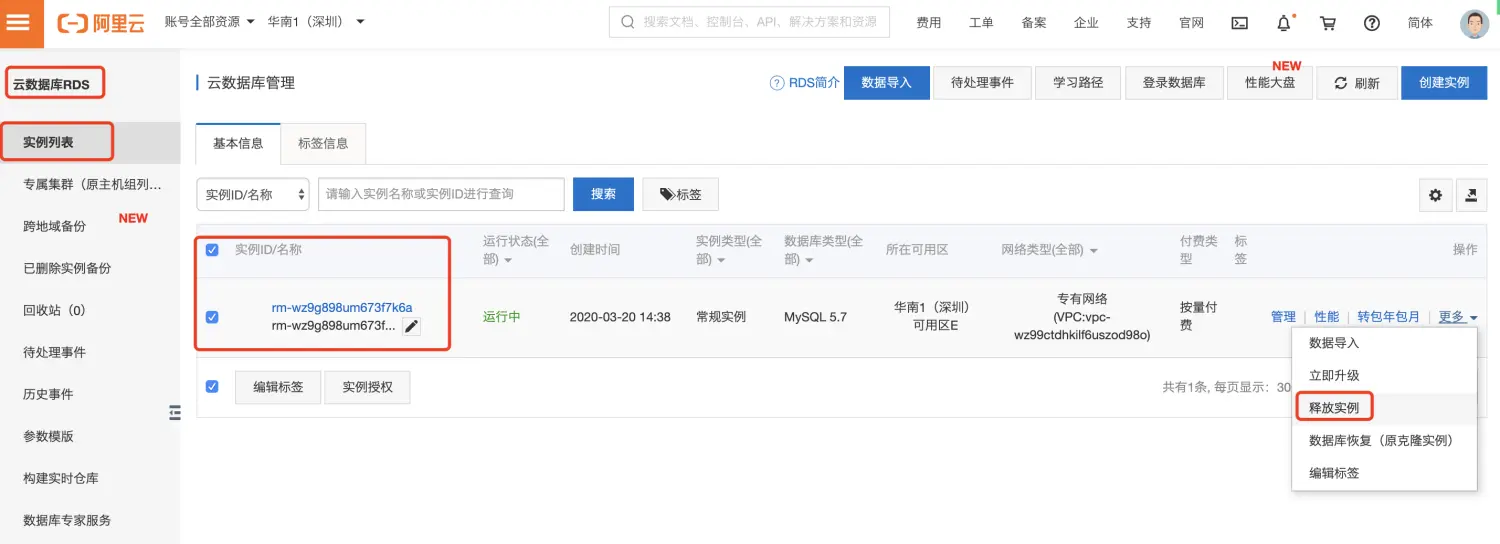 阿里云 账号全部资源 华南1（深圳） 搜索文档、控制台、API、解决方案和资源 费用 工单 备案 企业 支持 官网 简体
云数据库RDS
实例列表
专属集群（原主机组列...
跨地域备份 NEW
已删除实例备份
回收站（0）
待处理事件
历史事件
参数模版
构建实时仓库
数据库专家服务
云数据库管理
RDS简介 数据导入 待处理事件 学习路径 登录数据库 性能大盘 NEW 刷新 创建实例
基本信息 标签信息
实例ID/名称 请输入实例名称或实例ID进行查询 搜索 标签
实例ID/名称 运行状态(全部) 创建时间 实例类型(全部) 数据库类型(全部) 所在可用区 网络类型(全部) 付费类型 标签 操作
rm-wz9g898um673f7k6a
rm-wz9g898um673f...
运行中 2020-03-20 14:38 常规实例 MySQL 5.7
华南1（深圳）
可用区E
专有网络
(VPC:vpc-
wz99ctdhkilf6uszod98o)
按量付
费
管理 性能 转包年包月 更多
编辑标签 实例授权 共有1条, 每页显示：30
数据导入
立即升级
释放实例
数据库恢复（原克隆实例）
编辑标签